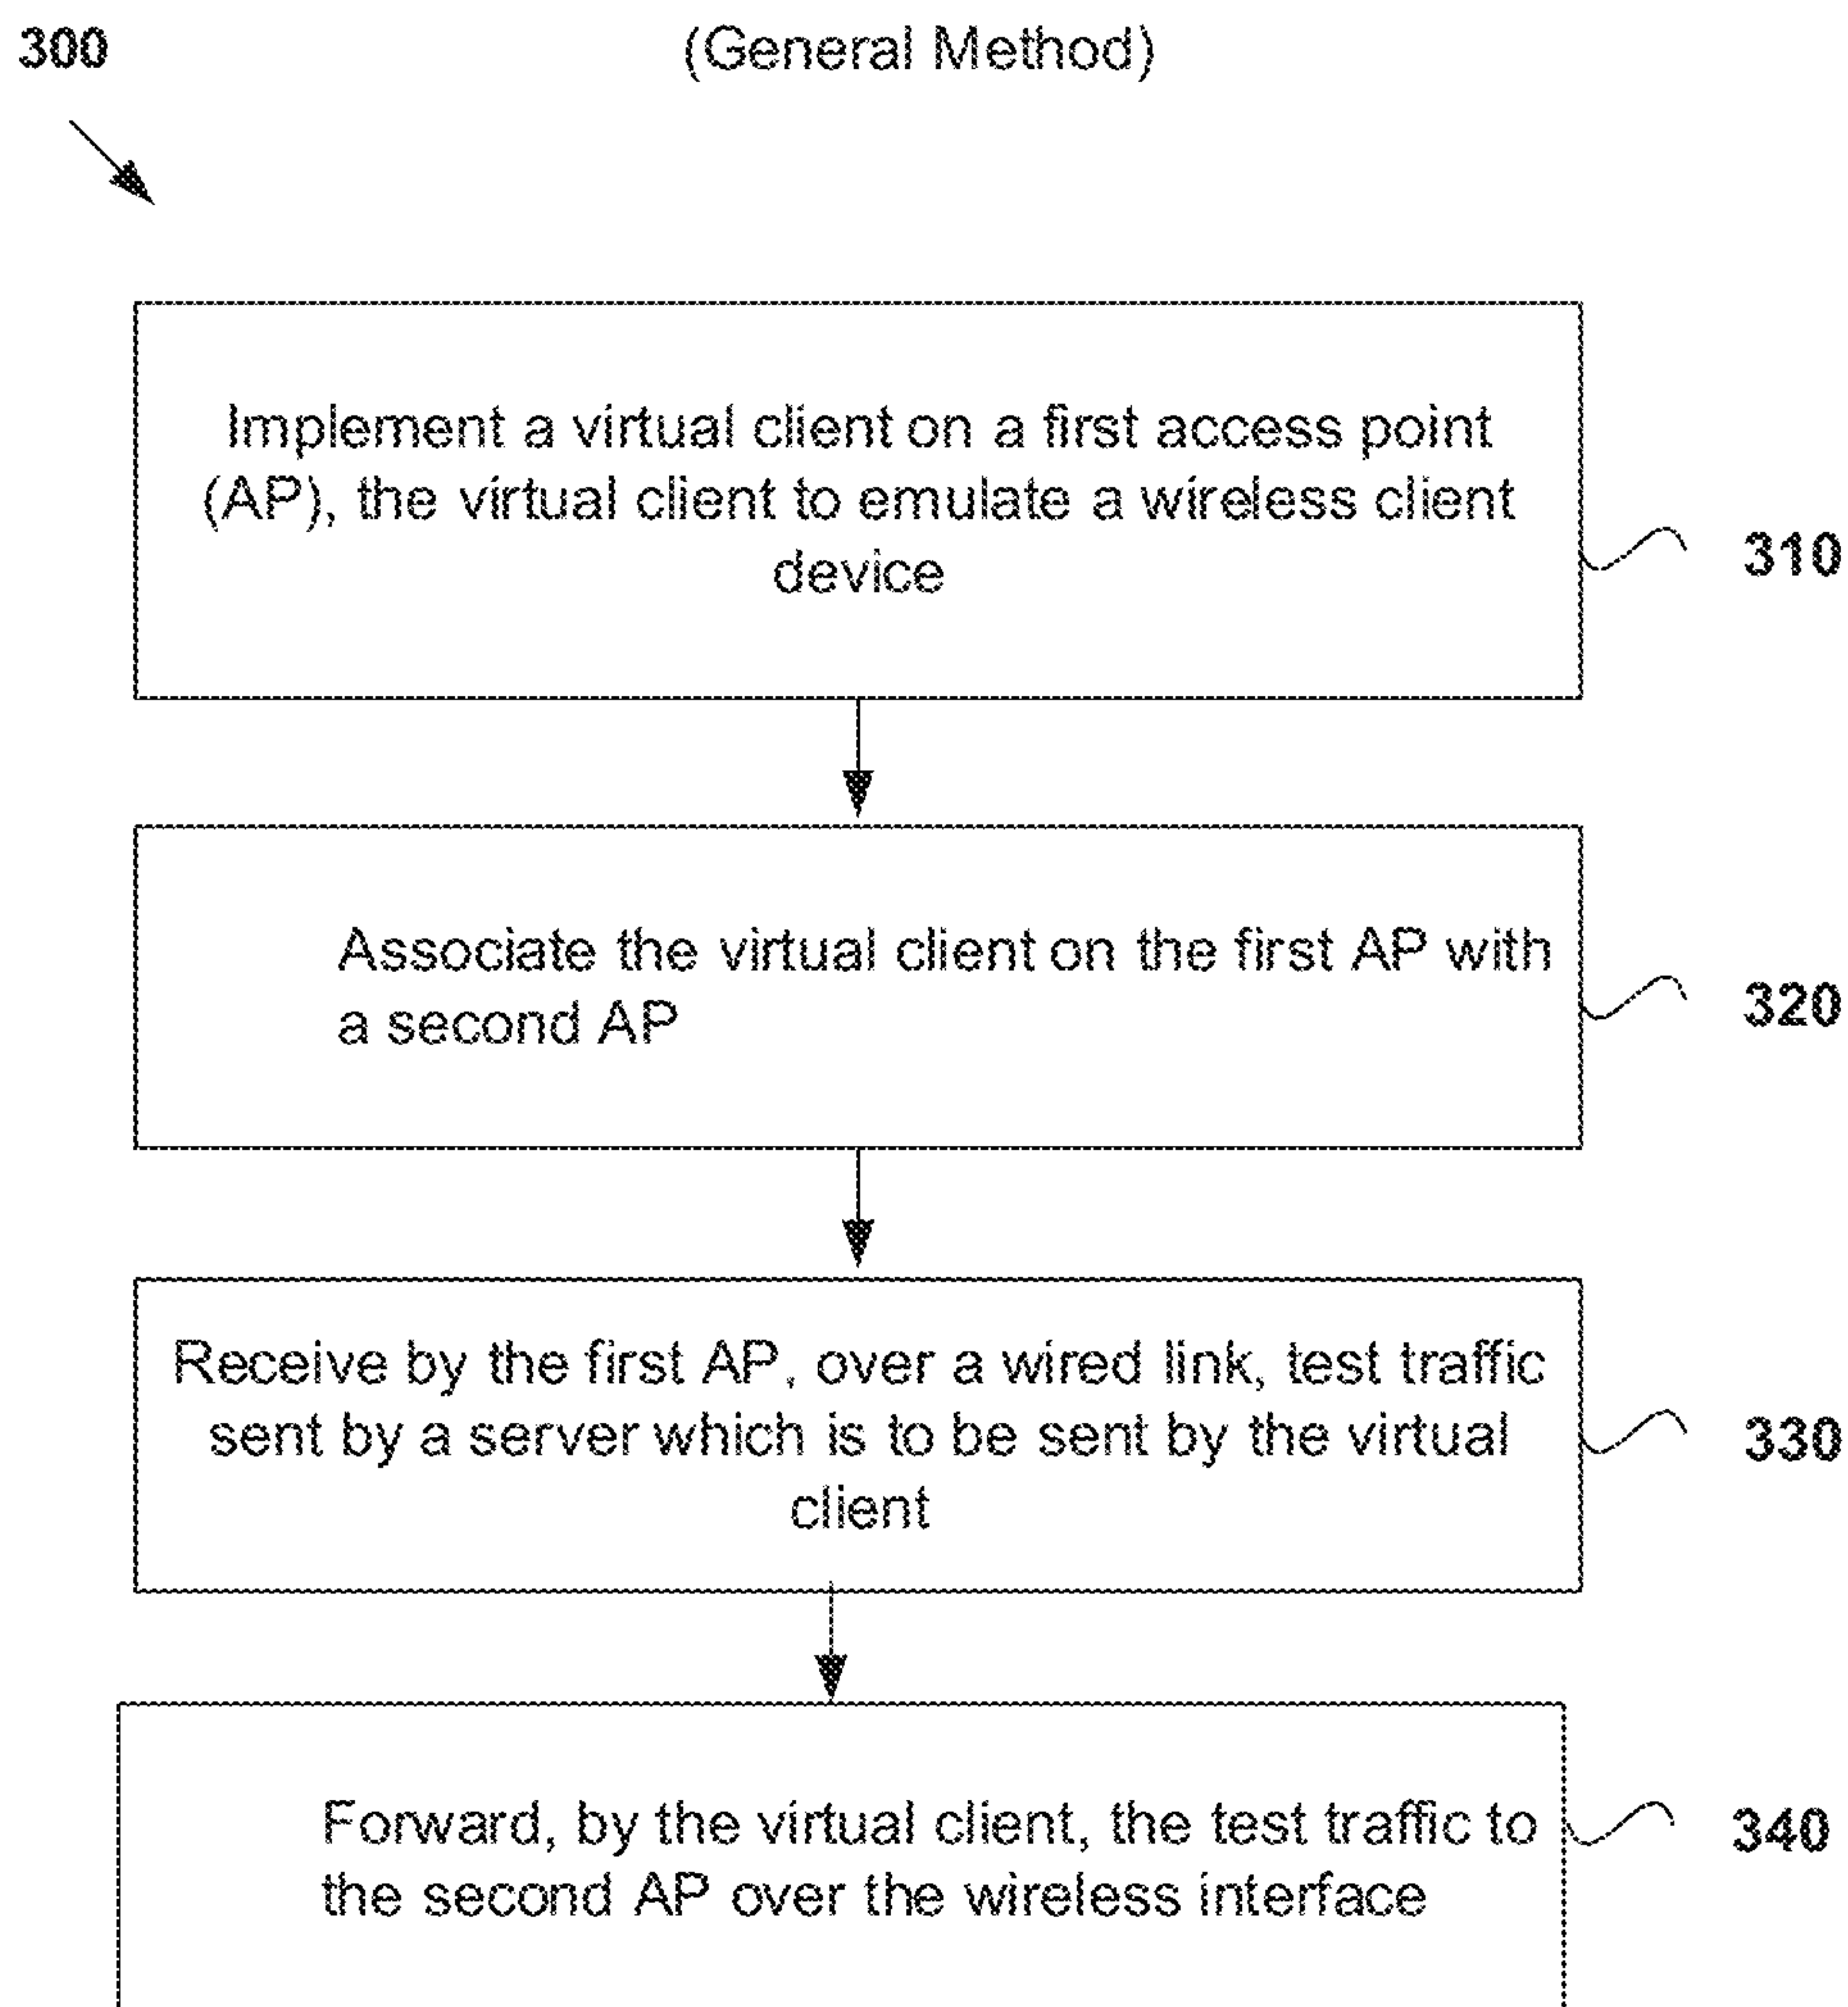 300
(General Method)
Implement a virtual client on a first access point
(AP), the virtual client to emulate a wireless client
device
310
Associate the virtual client on the first AP with
a second AP
320
Receive by the first AP, over a wired link, test traffic
sent by a server which is to be sent by the virtual
client
330
Forward, by the virtual client, the test traffic to
the second AP over the wireless interface
340